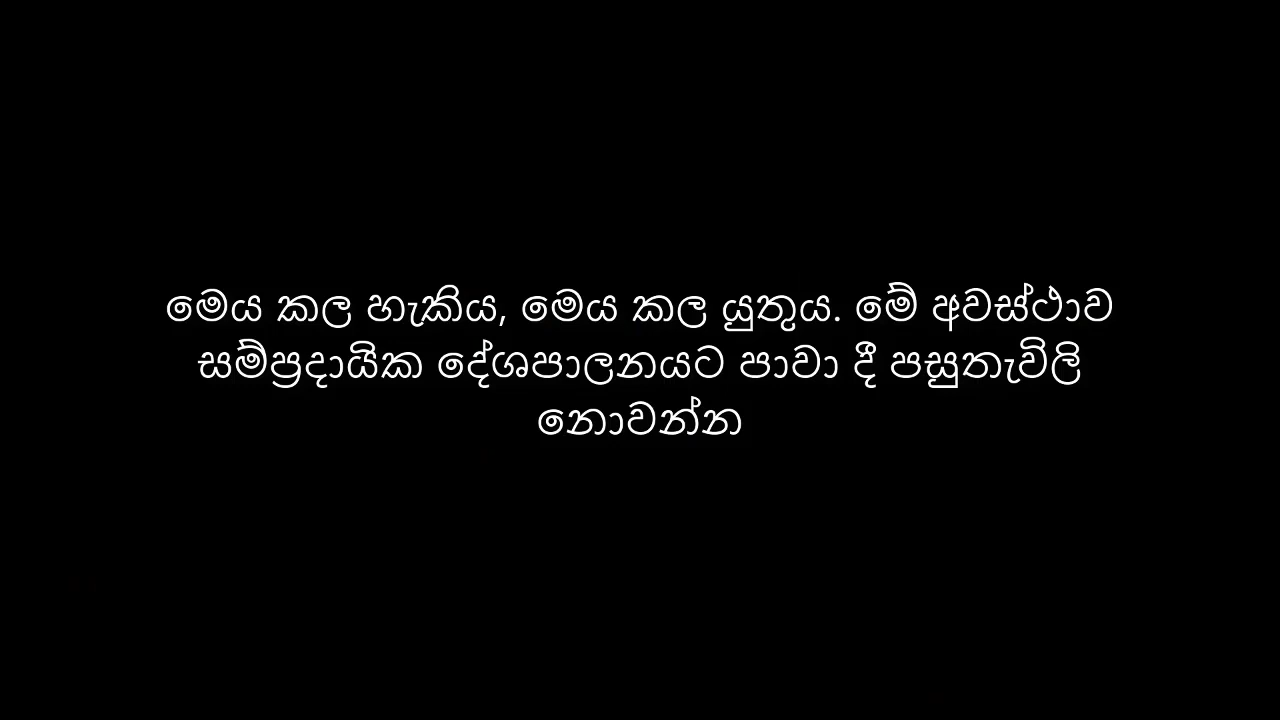 මෙය කල හැකිය, මෙය කල යුතුය. මේ අවස්ථාව
සම්ප්‍රදායික දේශපාලනයට පාවා දී පසුතැවිලි
නොවන්න